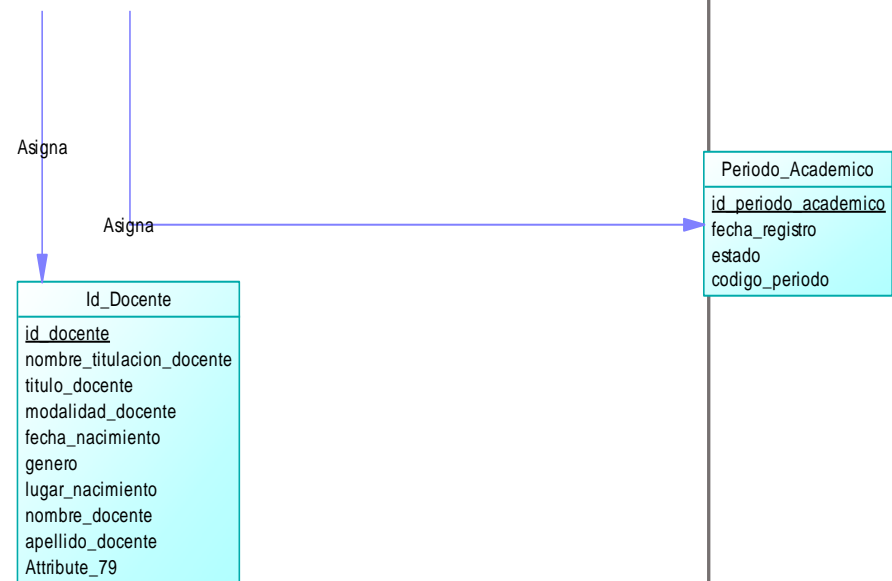 Asigna
Asigna
Periodo_Academico
id_periodo_academico
fecha_registro
estado
codigo_periodo
Id_Docente
id_docente
nombre_titulacion_docente
titulo_docente
modalidad_docente
fecha_nacimiento
genero
lugar_nacimiento
nombre_docente
apellido_docente
Attribute_79